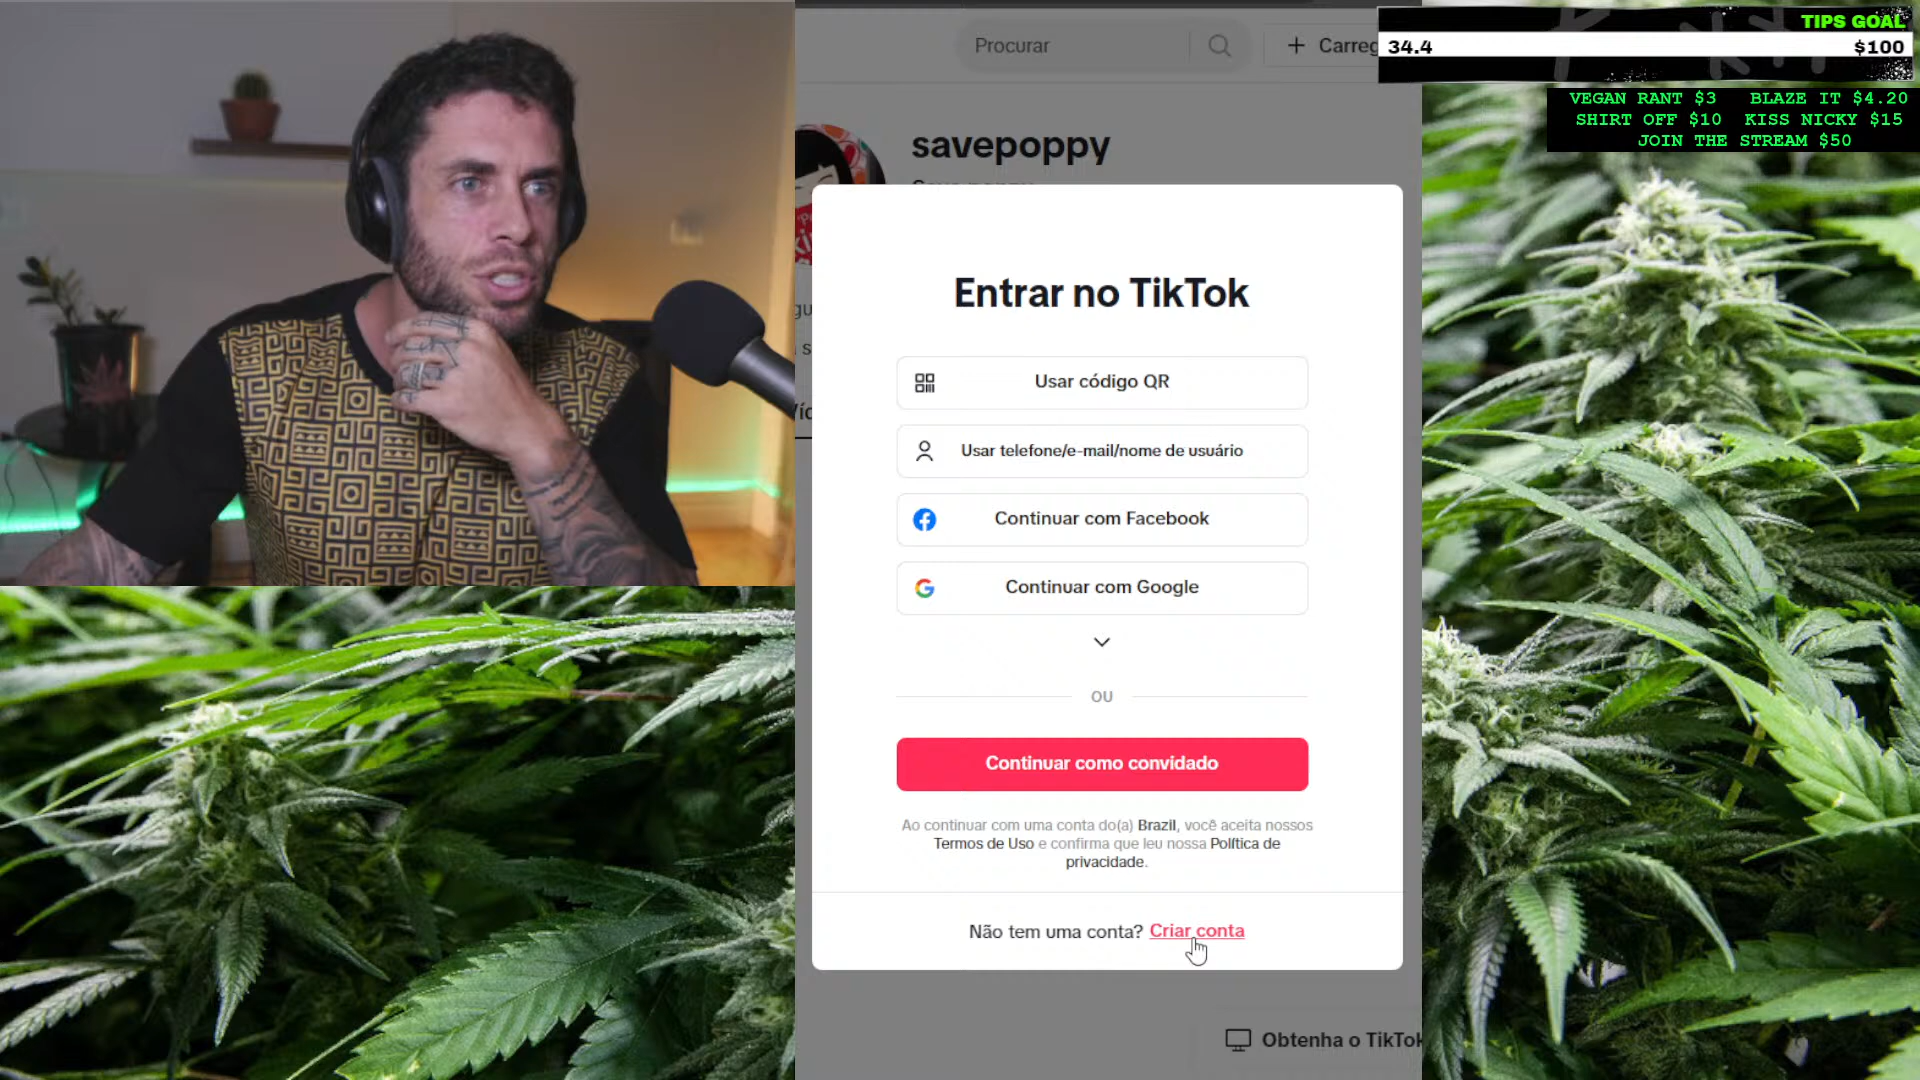 Procurar
Carreg
TIPS GOAL
34.4
$100
VEGAN RANT $3 BLAZE IT $4.20
SHIRT OFF $10 KISS NICKY $15
JOIN THE STREAM $50
savepoppy
Entrar no TikTok
Usar código QR
Usar telefone/e-mail/nome de usuário
Continuar com Facebook
Continuar com Google
OU
Continuar como convidado
Ao continuar com uma conta do(a) Brazil, você aceita nossos
Termos de Uso e confirma que leu nossa Política de
privacidade.
Não tem uma conta? Criar conta
Obtenha o TikTok